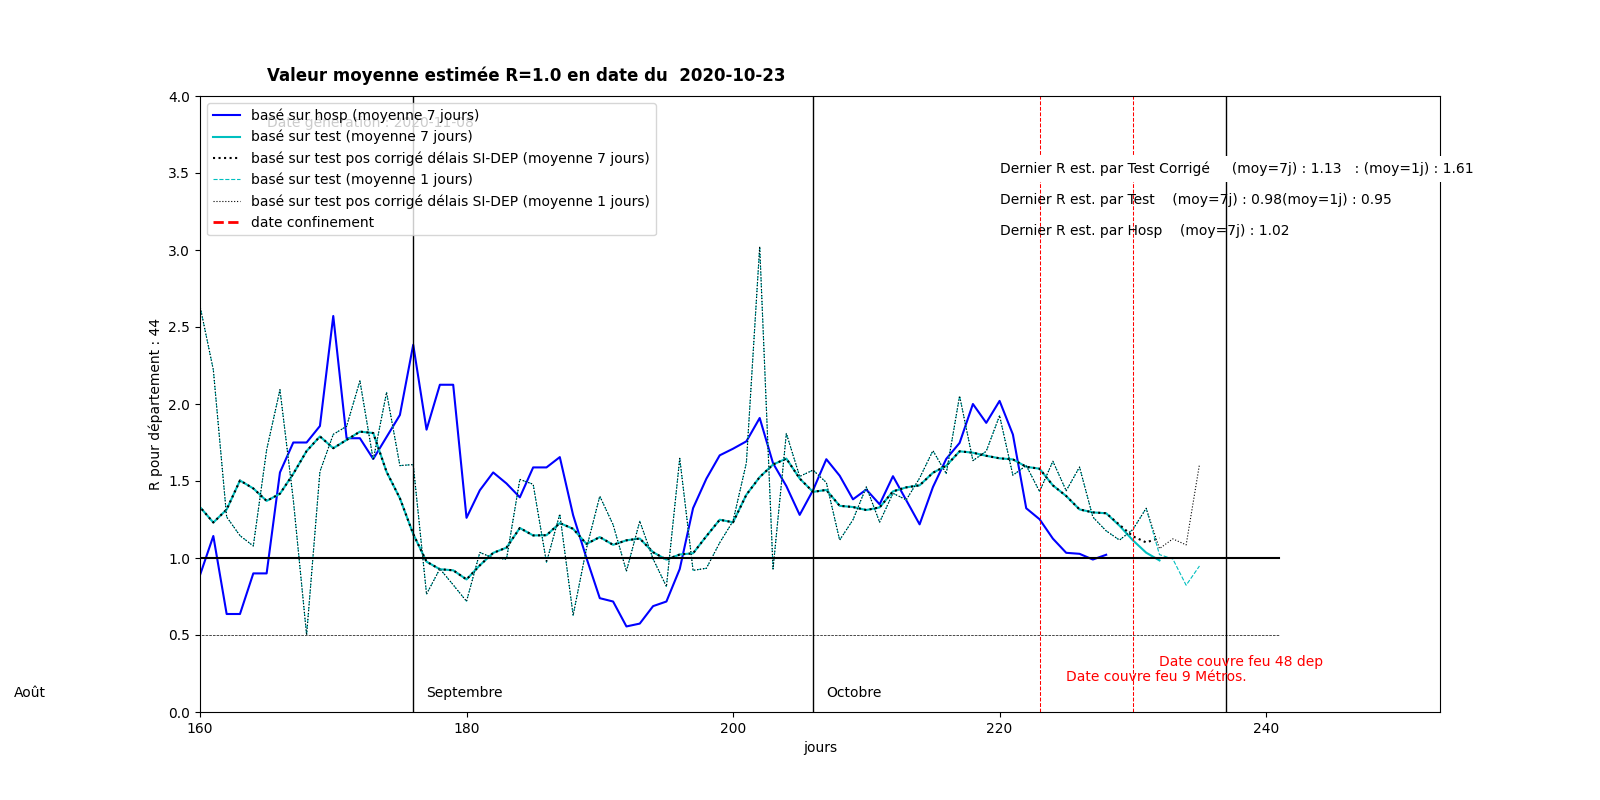 Valeur moyenne estimée R=1.0 en date du  2020-10-23
Date génération : 2020-11-08
basé sur hosp (moyenne 7 jours)
basé sur test (moyenne 7 jours)
basé sur test pos corrigé délais SI-DEP (moyenne 7 jours)
basé sur test (moyenne 1 jours)
basé sur test pos corrigé délais SI-DEP (moyenne 1 jours)
date confinement
Dernier R est. par Test Corrigé     (moy=7j) : 1.13   : (moy=1j) : 1.61
Dernier R est. par Test    (moy=7j) : 0.98(moy=1j) : 0.95
Dernier R est. par Hosp    (moy=7j) : 1.02
4.0
3.5
3.0
2.5
2.0
1.5
1.0
0.5
0.0
R pour département : 44
Date couvre feu 48 dep
Date couvre feu 9 Métros.
Août
Septembre
Octobre
160
180
200
220
240
jours